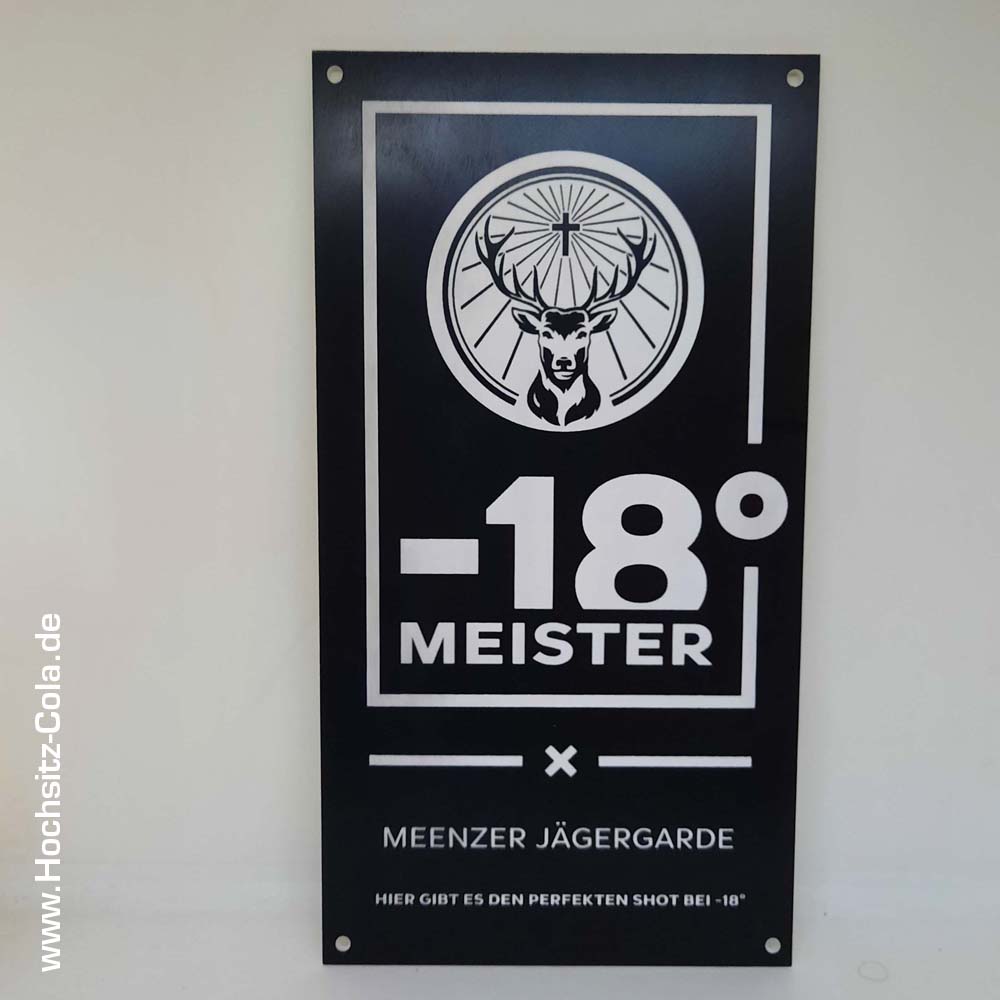 -18°
MEISTER
MEENZER JÄGERGARDE
HIER GIBT ES DEN PERFEKTEN SHOT BEI -18°
www.Hochsitz-Cola.de